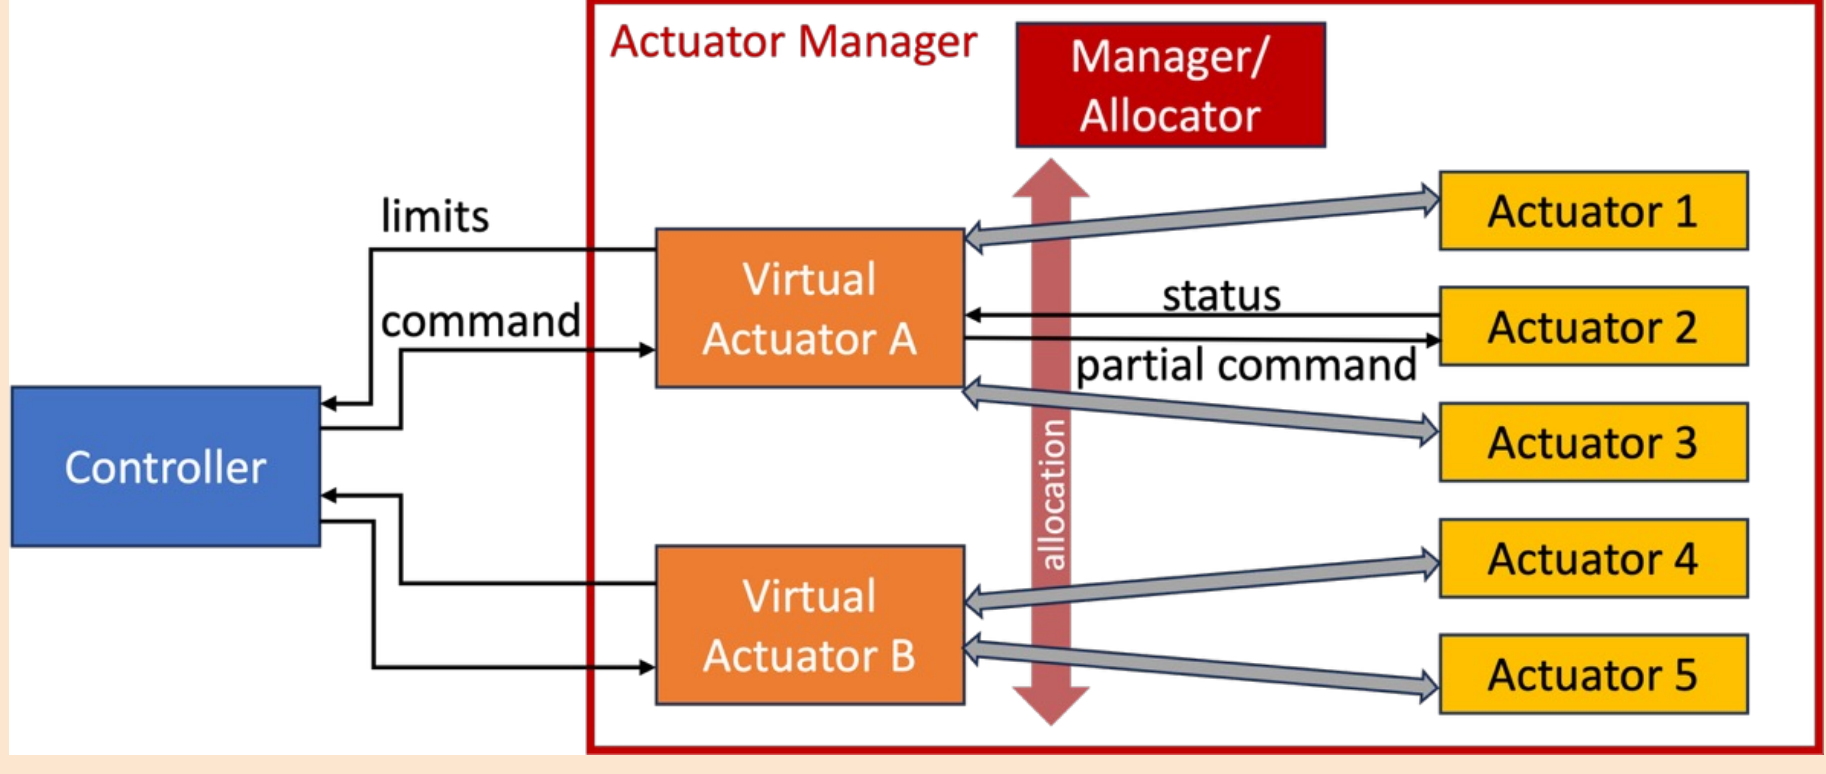 Actuator Manager
Manager/
Allocator
limits
command
Controller
Virtual
Actuator A
Virtual
Actuator B
allocation
status
partial command
Actuator 1
Actuator 2
Actuator 3
Actuator 4
Actuator 5